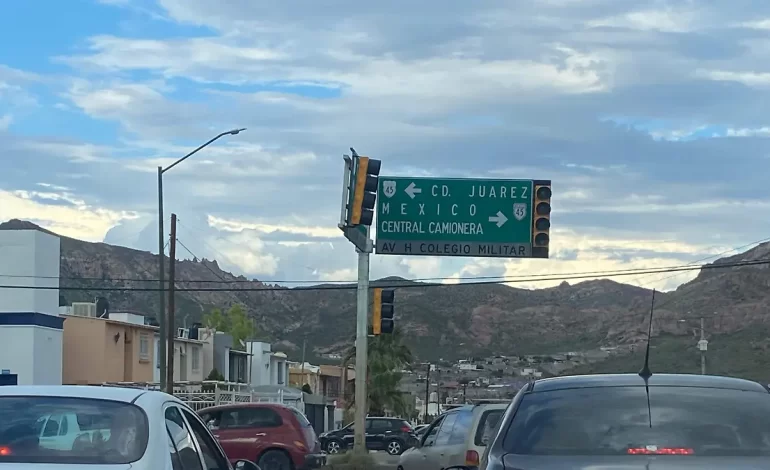 45 ← CD. JUAREZ
MEXICO → 45
CENTRAL CAMIONERA
AV H COLEGIO MILITAR